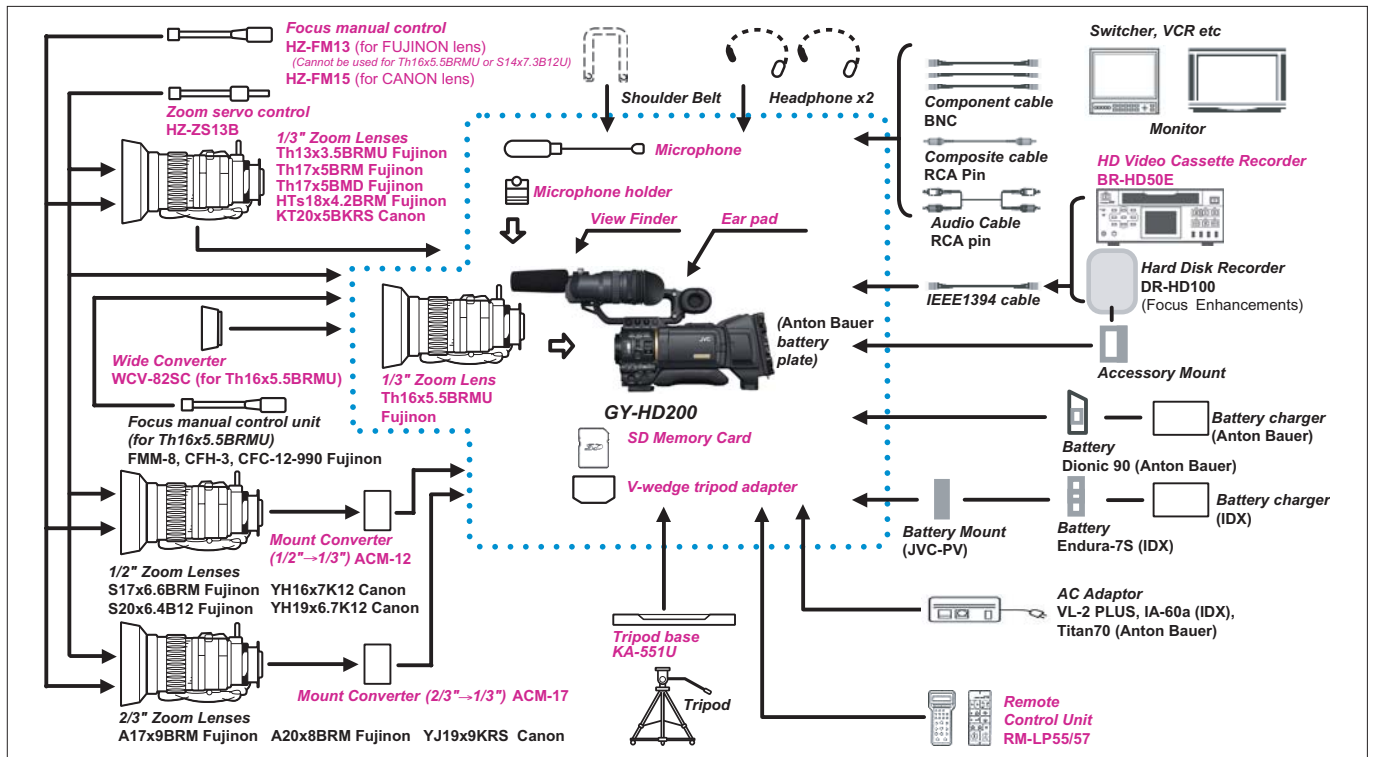 Focus manual control
HZ-FM13 (for FUJINON lens)
(Cannot be used for Th16x5.5BRMU or S14x7.3B12U)
HZ-FM15 (for CANON lens)
Zoom servo control
HZ-ZS13B
1/3" Zoom Lenses
Th13x3.5BRMU Fujinon
Th17x5BRM Fujinon
Th17x5BMD Fujinon
HTs18x4.2BRM Fujinon
KT20x5BKRS Canon
Wide Converter
WCV-82SC (for Th16x5.5BRMU)
Focus manual control unit
(for Th16x5.5BRMU)
FMM-8, CFH-3, CFC-12-990 Fujinon
Mount Converter
(1/2"→1/3") ACM-12
1/2" Zoom Lenses
S17x6.6BRM Fujinon YH16x7K12 Canon
S20x6.4B12 Fujinon YH19x6.7K12 Canon
Mount Converter (2/3"→1/3") ACM-17
2/3" Zoom Lenses
A17x9BRM Fujinon A20x8BRM Fujinon YJ19x9KRS Canon
Shoulder Belt
Headphone x2
Microphone
Microphone holder
View Finder
Ear pad
1/3" Zoom Lens
Th16x5.5BRMU
Fujinon
JVC
(Anton Bauer
battery
plate)
GY-HD200
SD Memory Card
SD
V-wedge tripod adapter
Tripod base
KA-551U
Tripod
Component cable
BNC
Composite cable
RCA Pin
Audio Cable
RCA pin
IEEE1394 cable
Switcher, VCR etc
Monitor
HD Video Cassette Recorder
BR-HD50E
Hard Disk Recorder
DR-HD100
(Focus Enhancements)
Accessory Mount
Battery charger
(Anton Bauer)
Battery
Dionic 90 (Anton Bauer)
Battery Mount
(JVC-PV)
Battery
Endura-7S (IDX)
Battery charger
(IDX)
AC Adaptor
VL-2 PLUS, IA-60a (IDX),
Titan70 (Anton Bauer)
Remote
Control Unit
RM-LP55/57